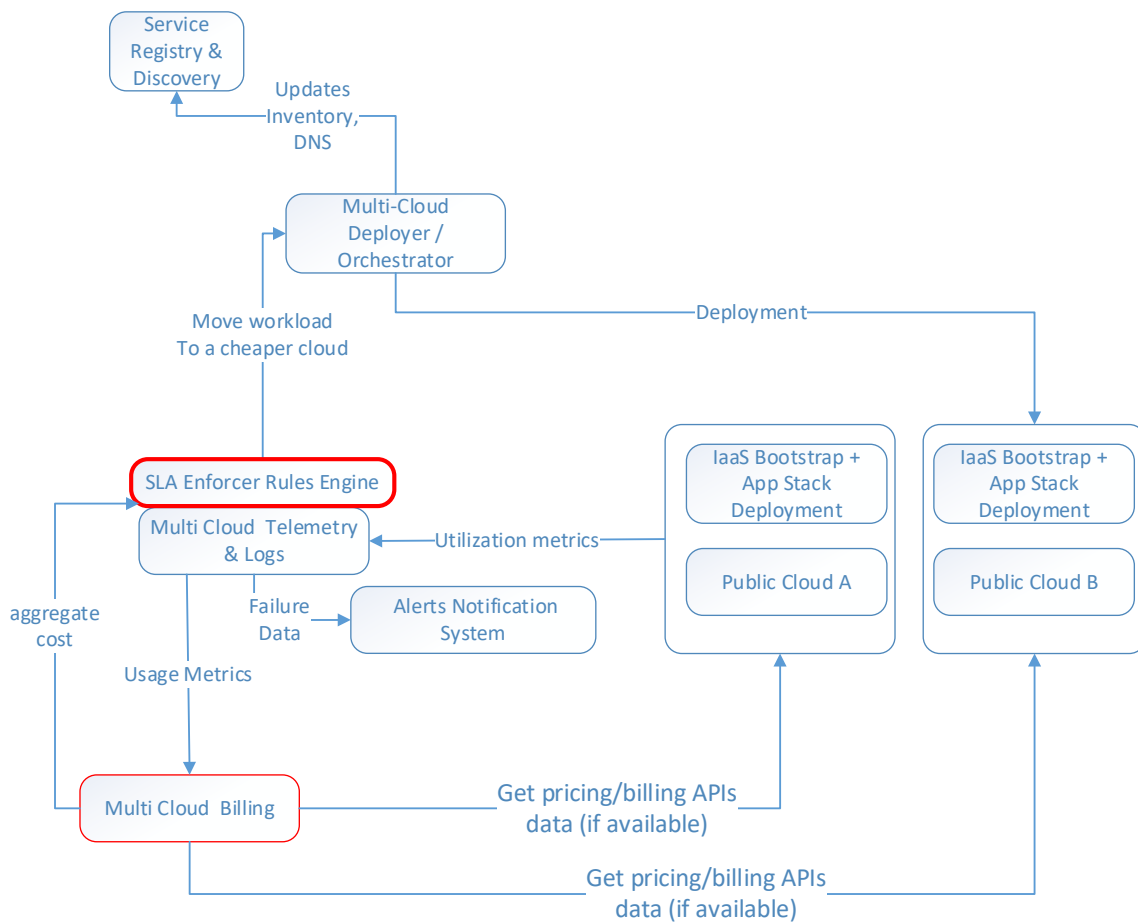 Service
Registry &
Discovery
Updates
Inventory,
DNS
Multi-Cloud
Deployer /
Orchestrator
Move workload
To a cheaper cloud
Deployment
SLA Enforcer Rules Engine
Multi Cloud Telemetry
& Logs
Utilization metrics
IaaS Bootstrap +
App Stack
Deployment
Public Cloud A
IaaS Bootstrap +
App Stack
Deployment
Public Cloud B
aggregate
cost
Failure
Data
Alerts Notification
System
Usage Metrics
Multi Cloud Billing
Get pricing/billing APIs
data (if available)
Get pricing/billing APIs
data (if available)